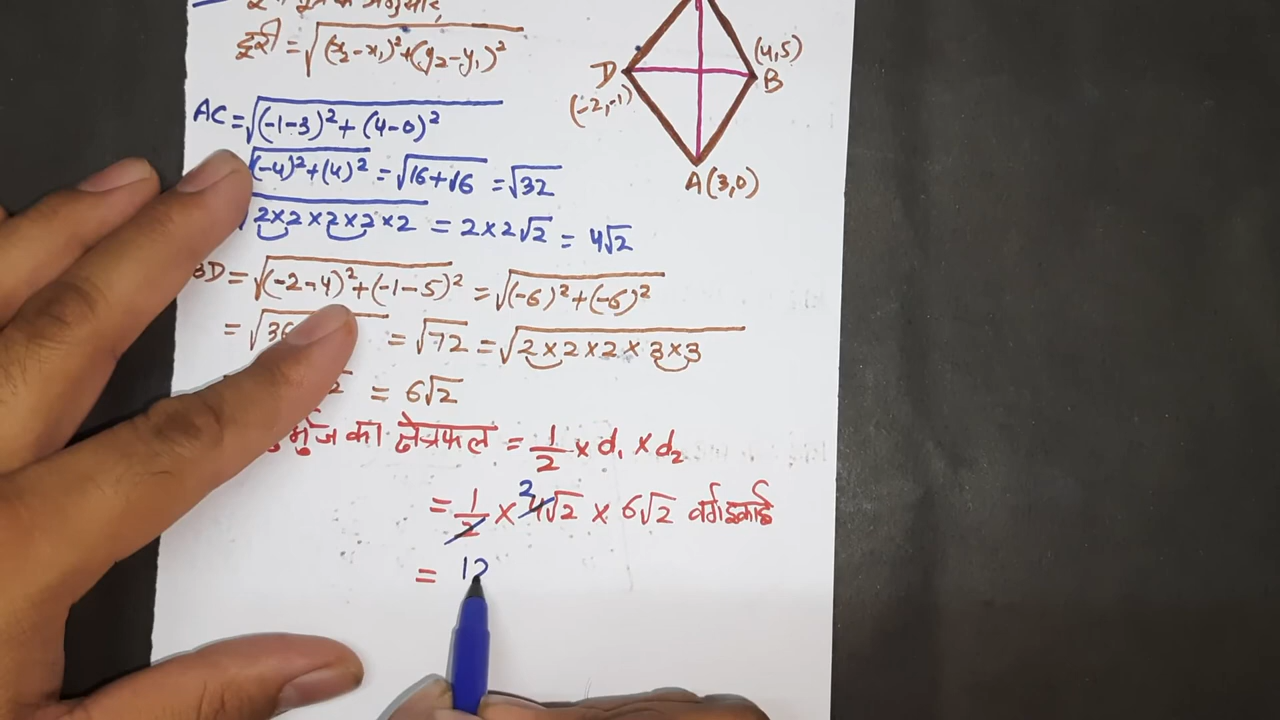 दूरी = √(x₂-x₁)²+(y₂-y₁)²
D
(-2,-1)
(4,5)
B
A(3,0)
AC = √(-1-3)² + (4-0)²
√(-4)²+(4)² = √16+16 = √32
√2×2×2×2×2 = 2×2√2 = 4√2
BD = √(-2-4)²+(-1-5)² = √(-6)²+(-6)²
= √36 = √72 = √2×2×2×3×3
= 6√2
का क्षेत्रफल = 1/2 × d₁ × d₂
= 1/2 × 4√2 × 6√2 वर्ग इकाई
2
= 12